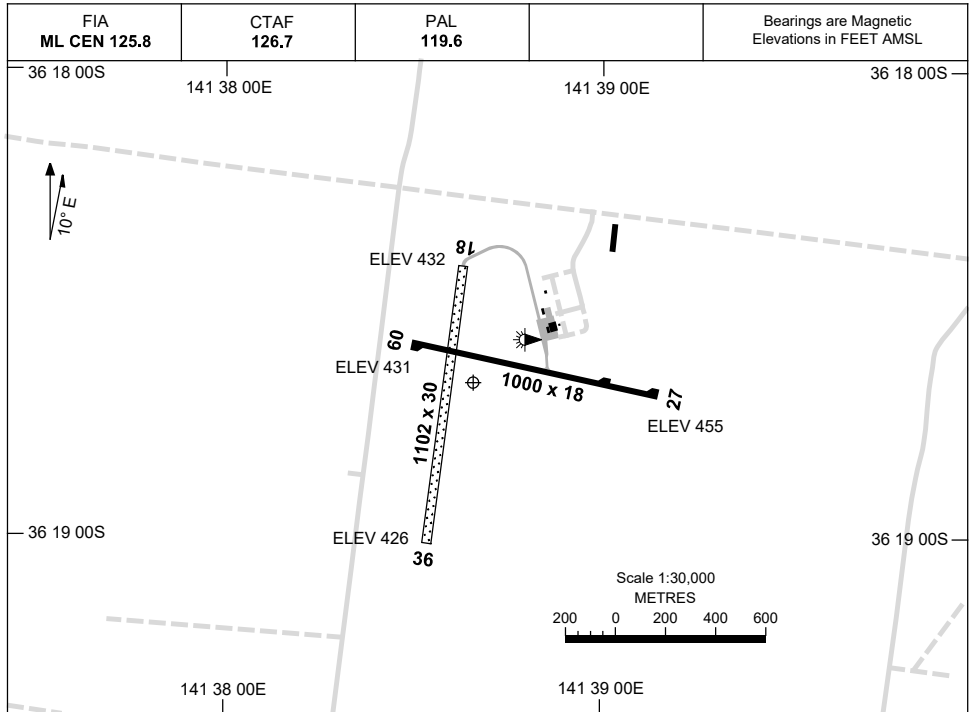 FIA
ML CEN 125.8
CTAF
126.7
PAL
119.6
Bearings are Magnetic
Elevations in FEET AMSL
36 18 00S
36 18 00S
141 38 00E
141 39 00E
10° E
ELEV 432
18
09
ELEV 431
1000 x 18
27
ELEV 455
1102 x 30
36 19 00S
ELEV 426
36
36 19 00S
Scale 1:30,000
METRES
200 0 200 400 600
141 38 00E
141 39 00E